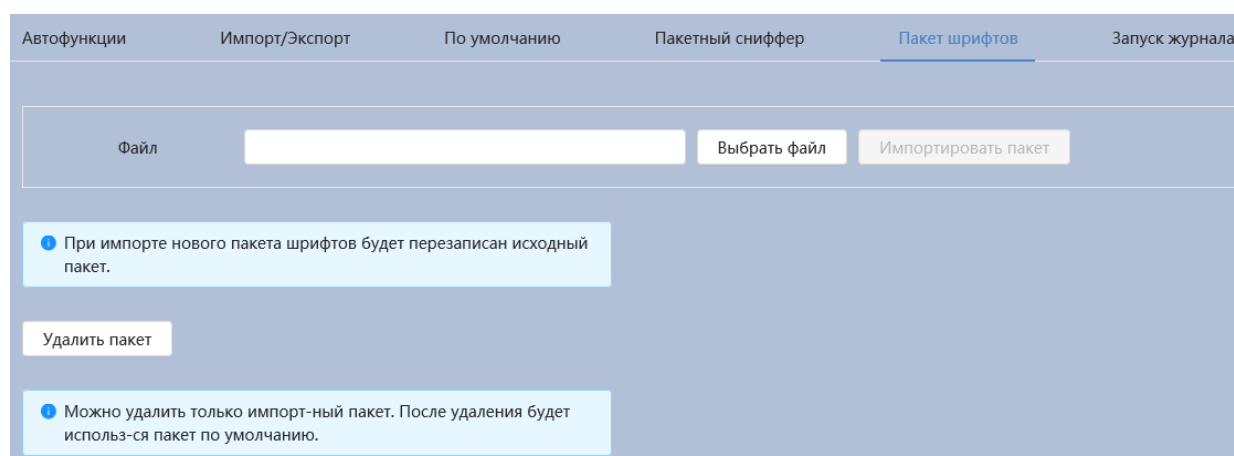 Автофункции Импорт/Экспорт По умолчанию Пакетный сниффер Пакет шрифтов Запуск журнала
Файл Выбрать файл Импортировать пакет
При импорте нового пакета шрифтов будет перезаписан исходный
пакет.
Удалить пакет
Можно удалить только импорт-ный пакет. После удаления будет
использ-ся пакет по умолчанию.